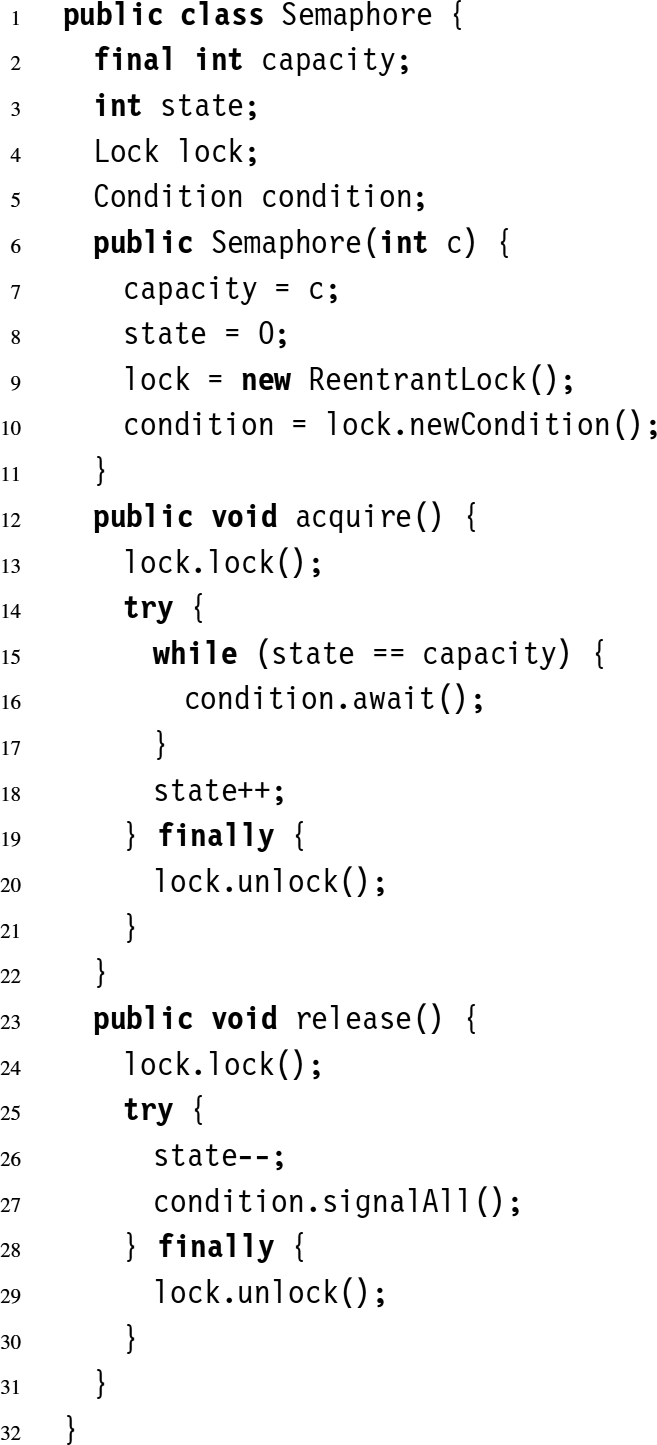 1 public class Semaphore {
2 final int capacity;
3 int state;
4 Lock lock;
5 Condition condition;
6 public Semaphore(int c) {
7 capacity = c;
8 state = 0;
9 lock = new ReentrantLock();
10 condition = lock.newCondition();
11 }
12 public void acquire() {
13 lock.lock();
14 try {
15 while (state == capacity) {
16 condition.await();
17 }
18 state++;
19 } finally {
20 lock.unlock();
21 }
22 }
23 public void release() {
24 lock.lock();
25 try {
26 state--;
27 condition.signalAll();
28 } finally {
29 lock.unlock();
30 }
31 }
32 }